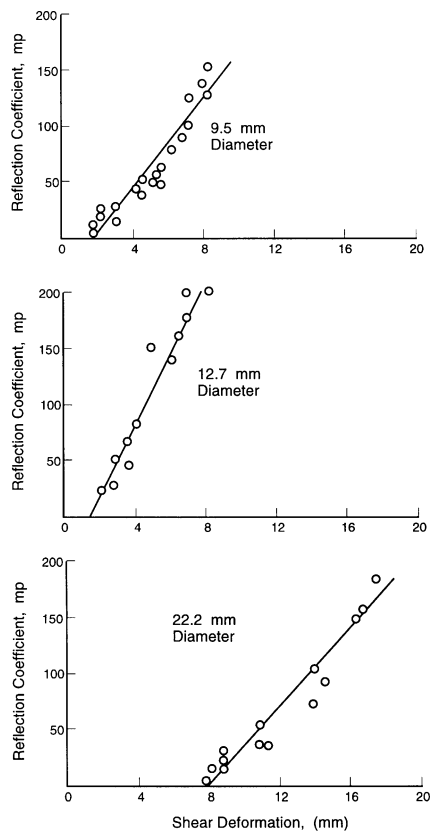 200
150
100
50
Reflection Coefficient, mp
9.5 mm
Diameter
0 4 8 12 16 20
200
150
100
50
Reflection Coefficient, mp
12.7 mm
Diameter
0 4 8 12 16 20
200
150
100
50
Reflection Coefficient, mp
22.2 mm
Diameter
0 4 8 12 16 20
Shear Deformation, (mm)